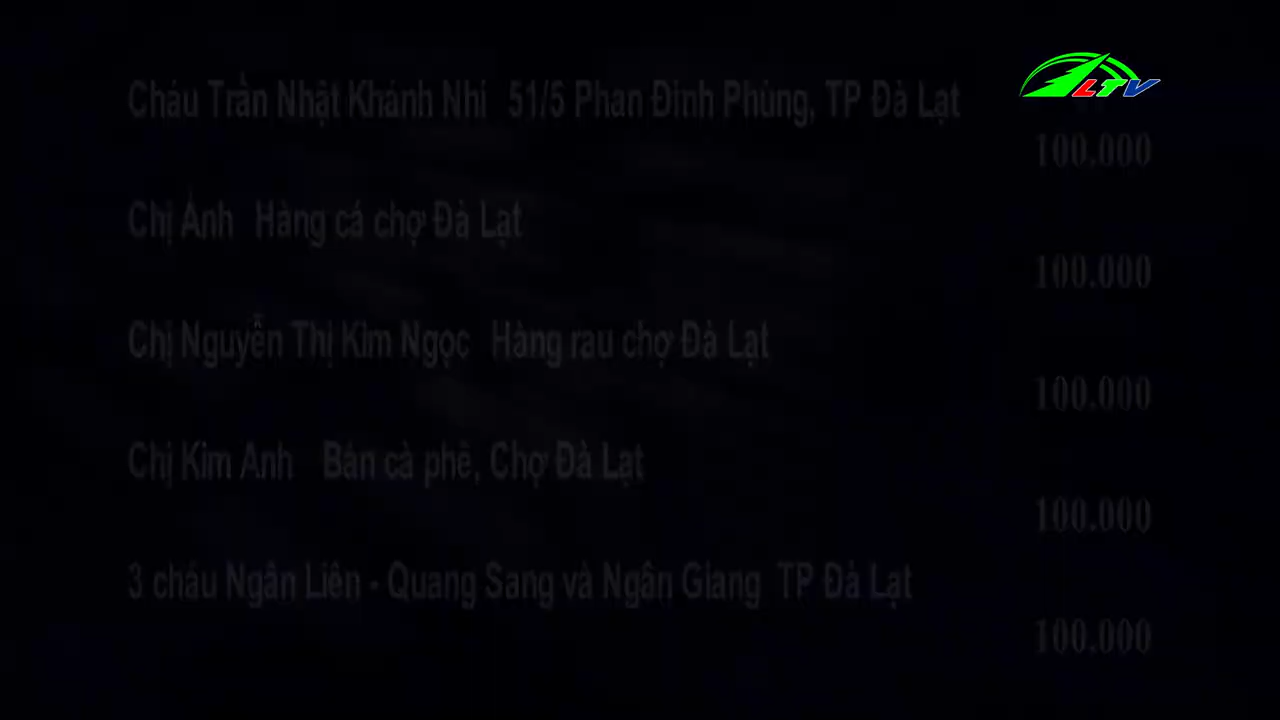 LTV
Cháu Trần Nhật Khánh Nhi 51/5 Phan Đình Phùng, TP Đà Lạt
100.000
Chị Ánh Hàng cá chợ Đà Lạt
100.000
Chị Nguyễn Thị Kim Ngọc Hàng rau chợ Đà Lạt
100.000
Chị Kim Anh Bán cà phê, Chợ Đà Lạt
100.000
3 cháu Ngân Liên - Quang Sang và Ngân Giang TP Đà Lạt
100.000